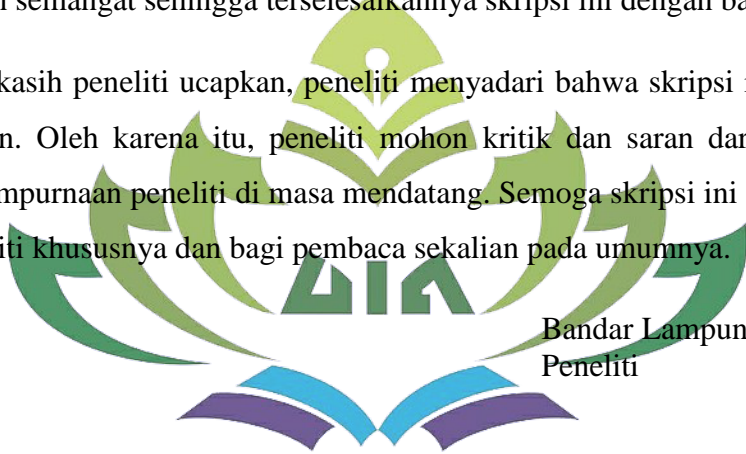 semangat sehingga terselesaikannya skripsi ini dengan
kasih peneliti ucapkan, peneliti menyadari bahwa skripsi
n. Oleh karena itu, peneliti mohon kritik dan saran dar
mpurnaan peneliti di masa mendatang. Semoga skripsi ini
iti khususnya dan bagi pembaca sekalian pada umumnya.
UIN
Bandar Lampun
Peneliti